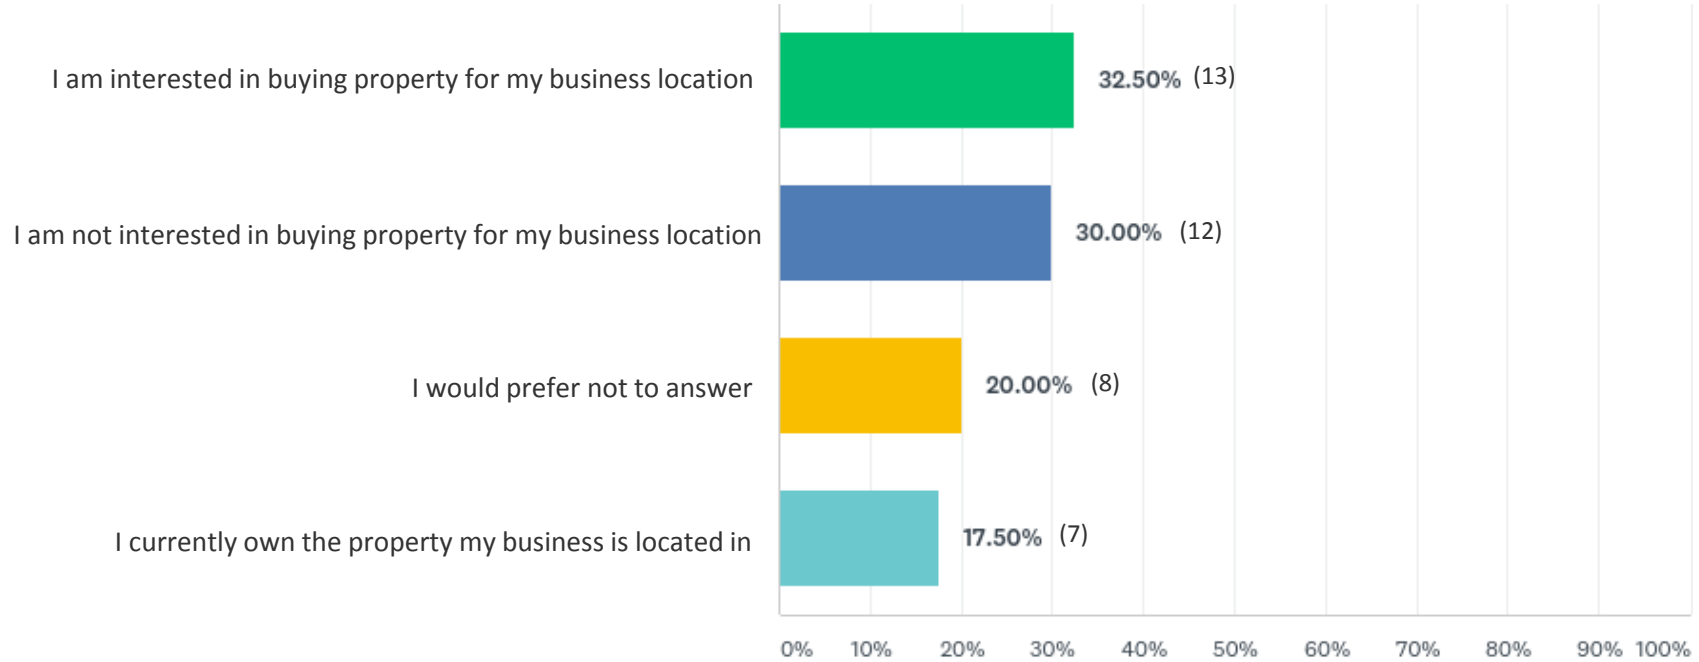 I am interested in buying property for my business location 32.50% (13)
I am not interested in buying property for my business location 30.00% (12)
I would prefer not to answer 20.00% (8)
I currently own the property my business is located in 17.50% (7)
0% 10% 20% 30% 40% 50% 60% 70% 80% 90% 100%